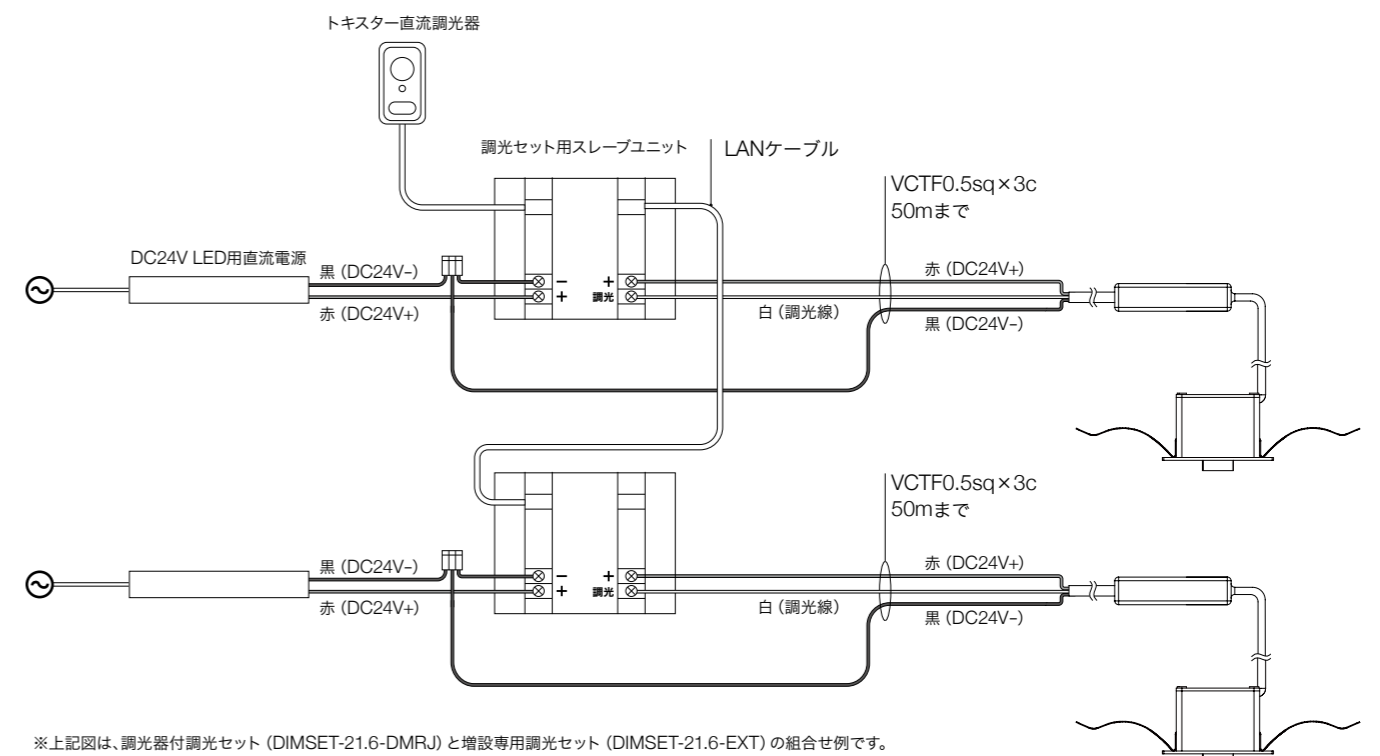 トキスター直流調光器
調光セット用スレーブユニット
LANケーブル
VCTF0.5sq×3c
50mまで
DC24V LED用直流電源
黒（DC24V-）
赤（DC24V+）
－
+
+
調光
赤（DC24V+）
白（調光線）
黒（DC24V-）
VCTF0.5sq×3c
50mまで
黒（DC24V-）
赤（DC24V+）
－
+
+
調光
赤（DC24V+）
白（調光線）
黒（DC24V-）
※上記図は、調光器付調光セット（DIMSET-21.6-DMRJ）と増設専用調光セット（DIMSET-21.6-EXT）の組合せ例です。